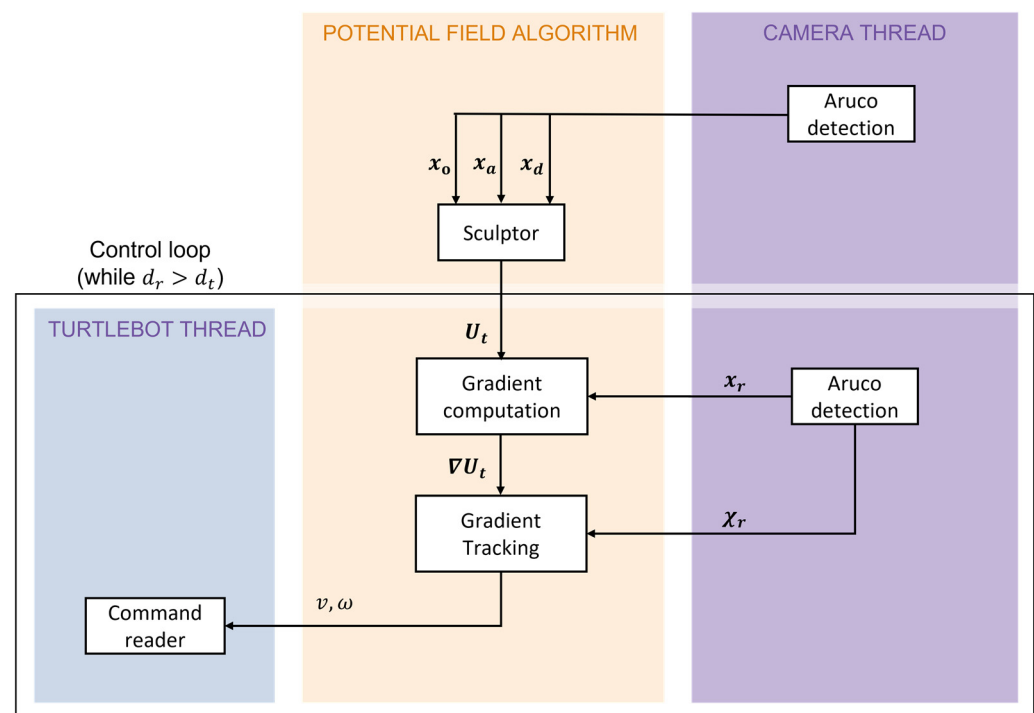 POTENTIAL FIELD ALGORITHM
CAMERA THREAD
Aruco
detection
x_o x_a x_d
Sculptor
Control loop
(while d_r > d_t)
TURTLEBOT THREAD
U_t
Gradient
computation
x_r
Aruco
detection
∇U_t
Gradient
Tracking
χ_r
v, ω
Command
reader